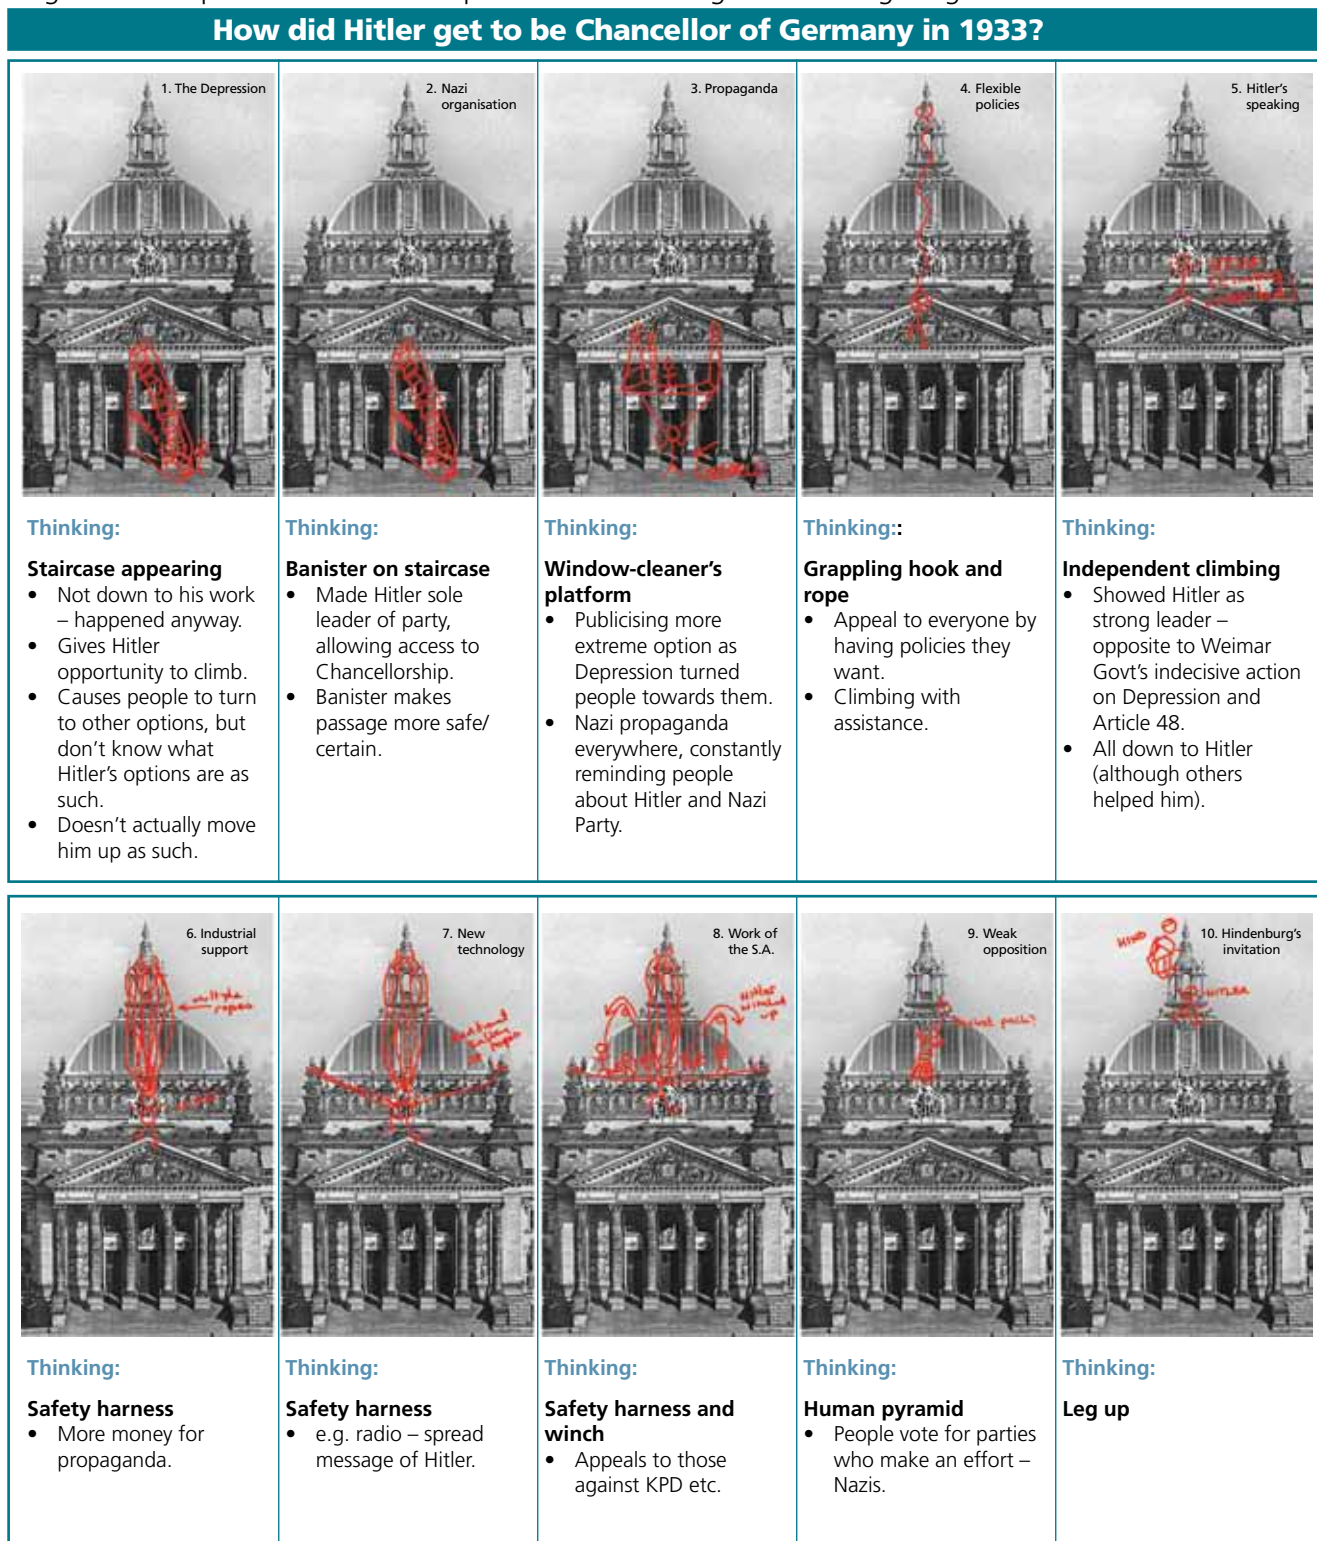 How did Hitler get to be Chancellor of Germany in 1933?
1. The Depression
2. Nazi
organisation
3. Propaganda
4. Flexible
policies
5. Hitler's
speaking
Thinking:
Staircase appearing
• Not down to his work
– happened anyway.
• Gives Hitler
opportunity to climb.
• Causes people to turn
to other options, but
don't know what
Hitler's options are as
such.
• Doesn't actually move
him up as such.
Thinking:
Banister on staircase
• Made Hitler sole
leader of party,
allowing access to
Chancellorship.
• Banister makes
passage more safe/
certain.
Thinking:
Window-cleaner's
platform
• Publicising more
extreme option as
Depression turned
people towards them.
• Nazi propaganda
everywhere, constantly
reminding people
about Hitler and Nazi
Party.
Thinking::
Grappling hook and
rope
• Appeal to everyone by
having policies they
want.
• Climbing with
assistance.
Thinking:
Independent climbing
• Showed Hitler as
strong leader –
opposite to Weimar
Govt's indecisive action
on Depression and
Article 48.
• All down to Hitler
(although others
helped him).
6. Industrial
support
multiple
ropes
7. New
technology
8. Work of
the S.A.
Hitler
winched
up
9. Weak
opposition
10. Hindenburg's
invitation
HIND
HITLER
Thinking:
Safety harness
• More money for
propaganda.
Thinking:
Safety harness
• e.g. radio – spread
message of Hitler.
Thinking:
Safety harness and
winch
• Appeals to those
against KPD etc.
Thinking:
Human pyramid
• People vote for parties
who make an effort –
Nazis.
Thinking:
Leg up